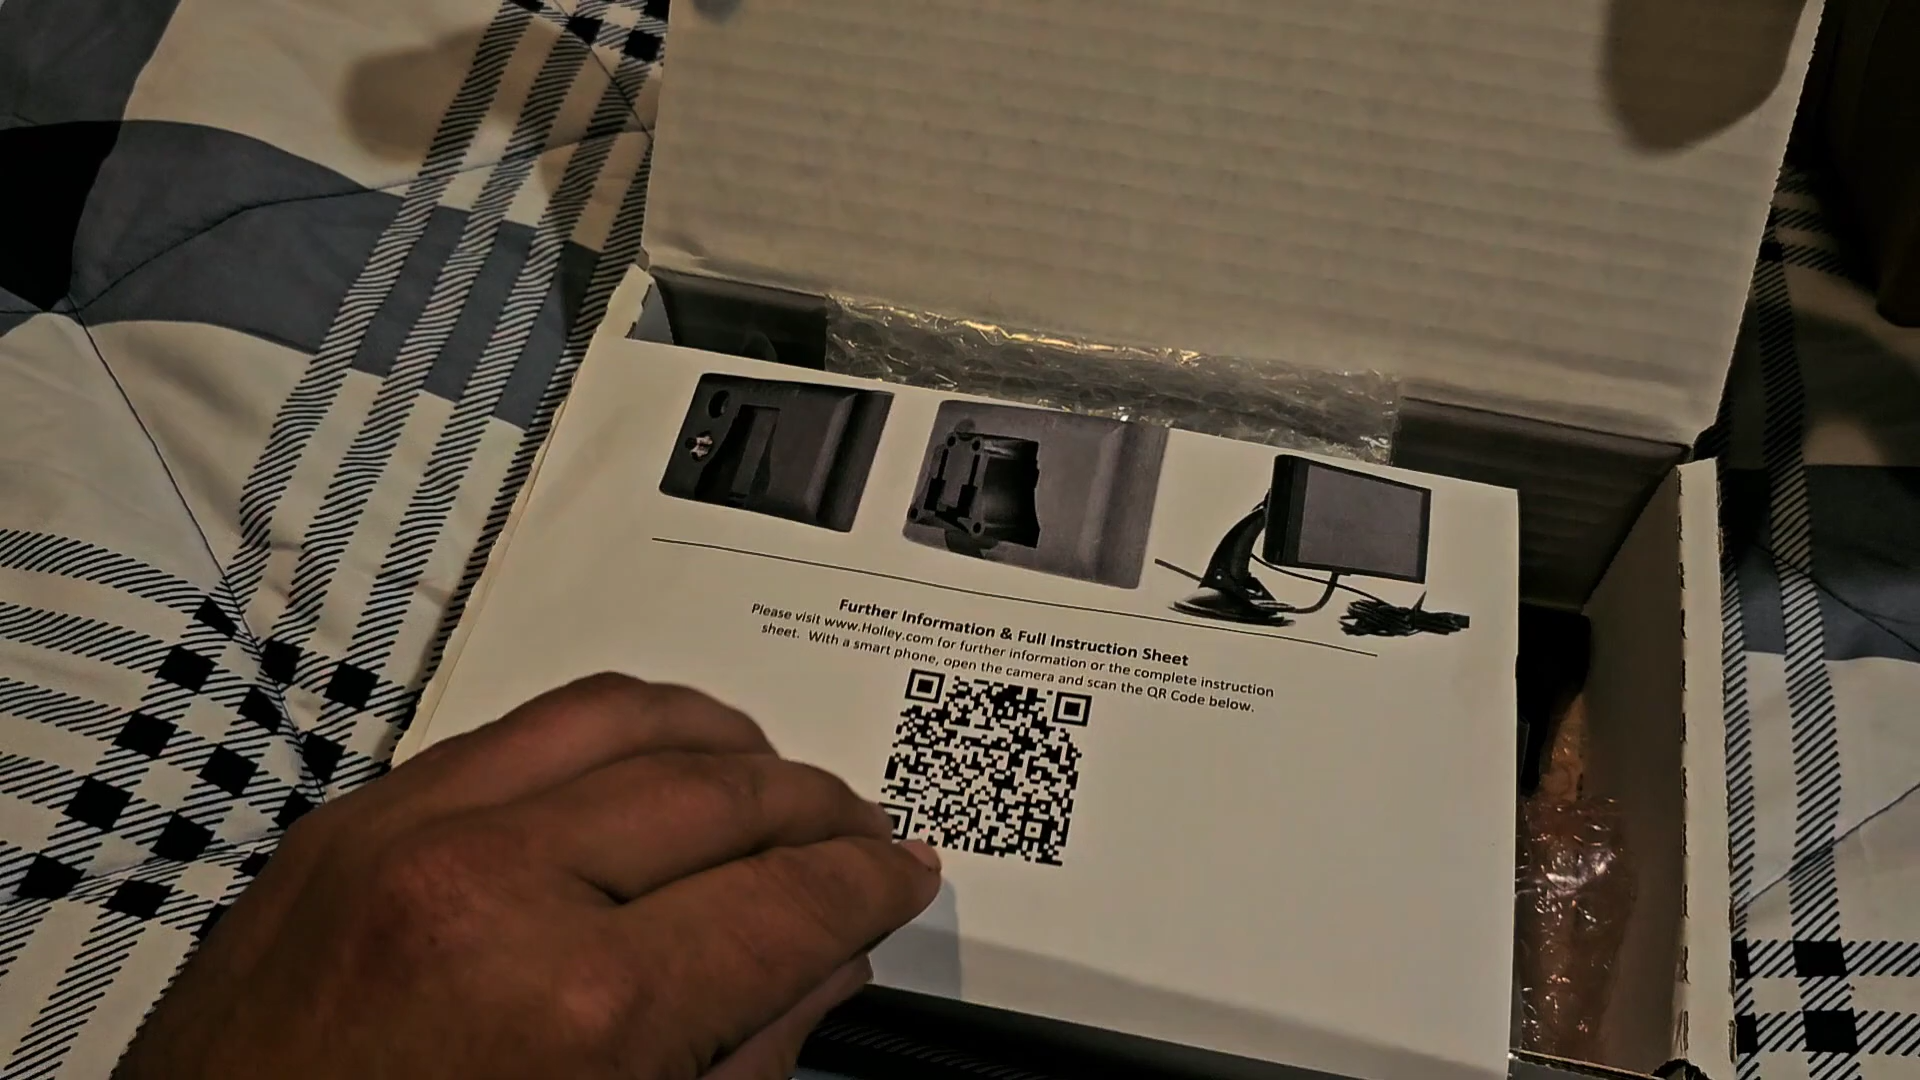 Further Information & Full Instruction Sheet
Please visit www.Holley.com for further information or the complete instruction
sheet. With a smart phone, open the camera and scan the QR Code below.